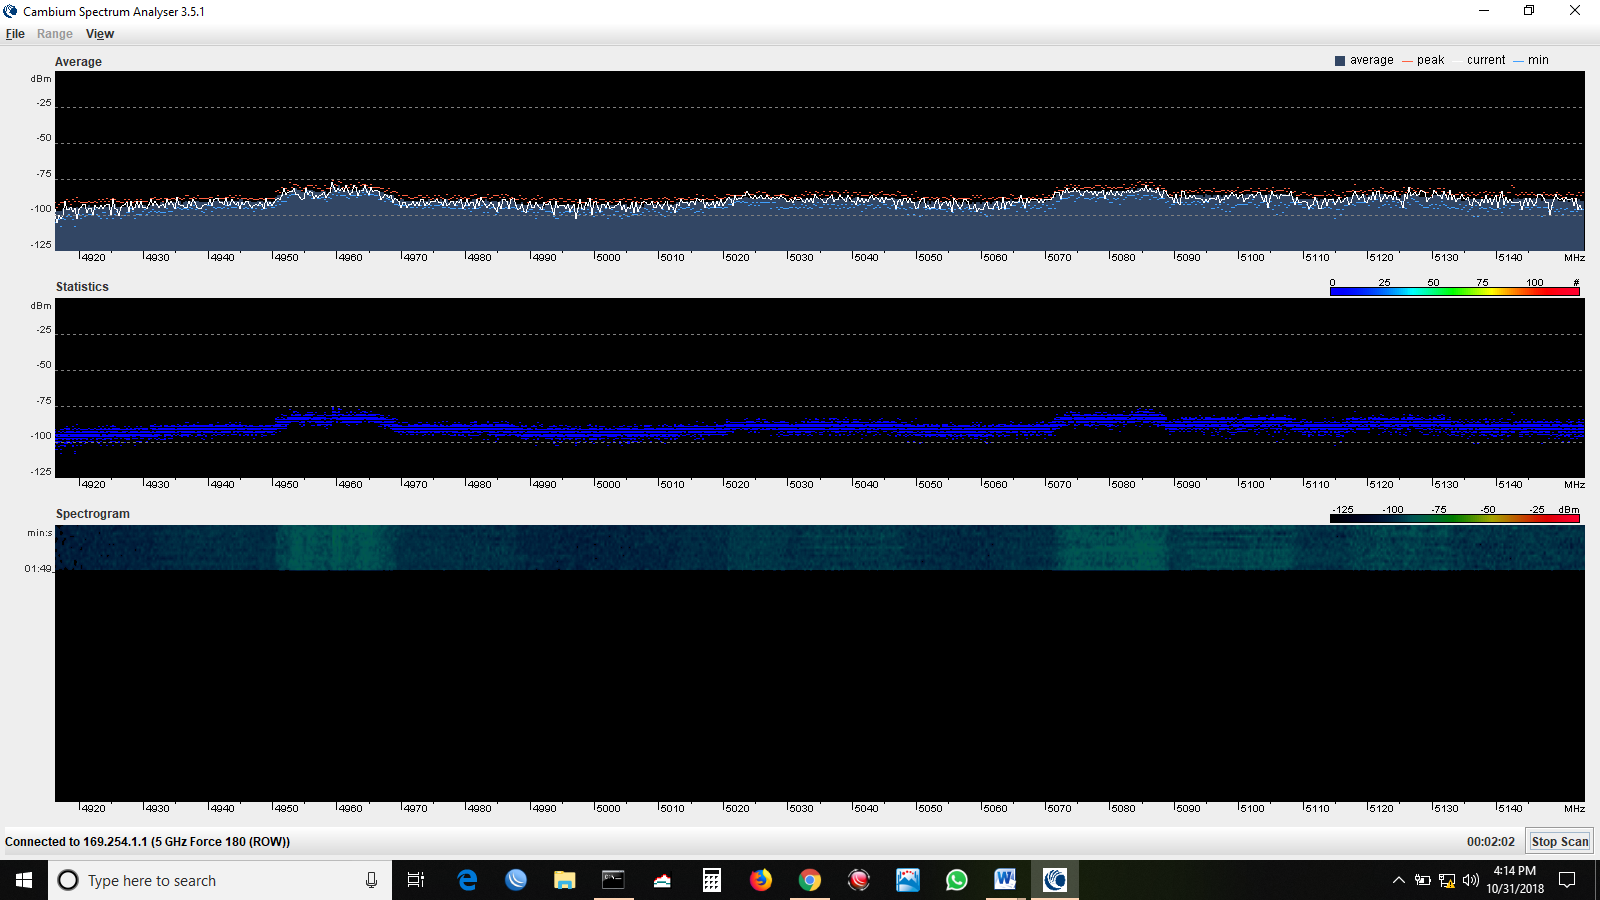 Cambium Spectrum Analyser 3.5.1
File Range View
Average
average peak current min
dBm
-25
-50
-75
-100
-125
4920 4930 4940 4950 4960 4970 4980 4990 5000 5010 5020 5030 5040 5050 5060 5070 5080 5090 5100 5110 5120 5130 5140 MHz
Statistics
0 25 50 75 100 #
dBm
-25
-50
-75
-100
-125
4920 4930 4940 4950 4960 4970 4980 4990 5000 5010 5020 5030 5040 5050 5060 5070 5080 5090 5100 5110 5120 5130 5140 MHz
Spectrogram
-125 -100 -75 -50 -25 dBm
min:s
01:49
4920 4930 4940 4950 4960 4970 4980 4990 5000 5010 5020 5030 5040 5050 5060 5070 5080 5090 5100 5110 5120 5130 5140 MHz
Connected to 169.254.1.1 (5 GHz Force 180 (ROW)) 00:02:02 Stop Scan
Type here to search
4:14 PM
10/31/2018